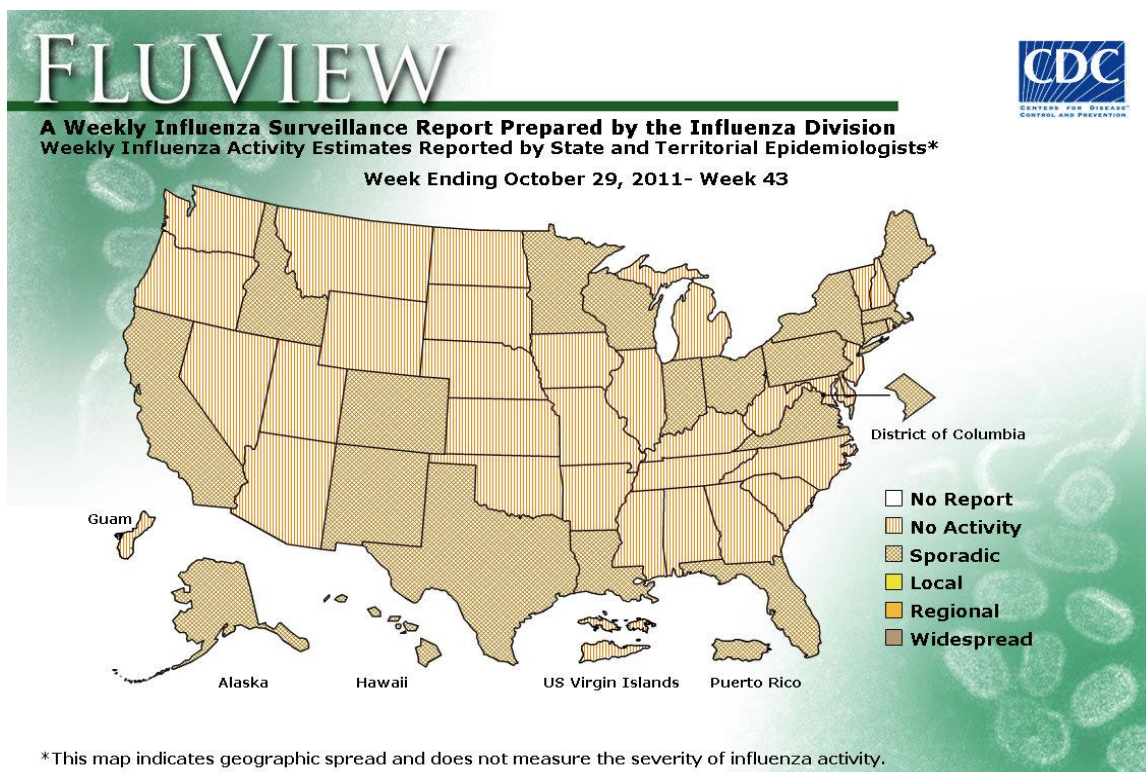 FLUVIEW
CDC
CENTERS FOR DISEASE™
CONTROL AND PREVENTION
A Weekly Influenza Surveillance Report Prepared by the Influenza Division
Weekly Influenza Activity Estimates Reported by State and Territorial Epidemiologists*
Week Ending October 29, 2011- Week 43
District of Columbia
No Report
Guam
No Activity
Sporadic
Local
Regional
Widespread
Alaska
Hawaii
US Virgin Islands
Puerto Rico
*This map indicates geographic spread and does not measure the severity of influenza activity.